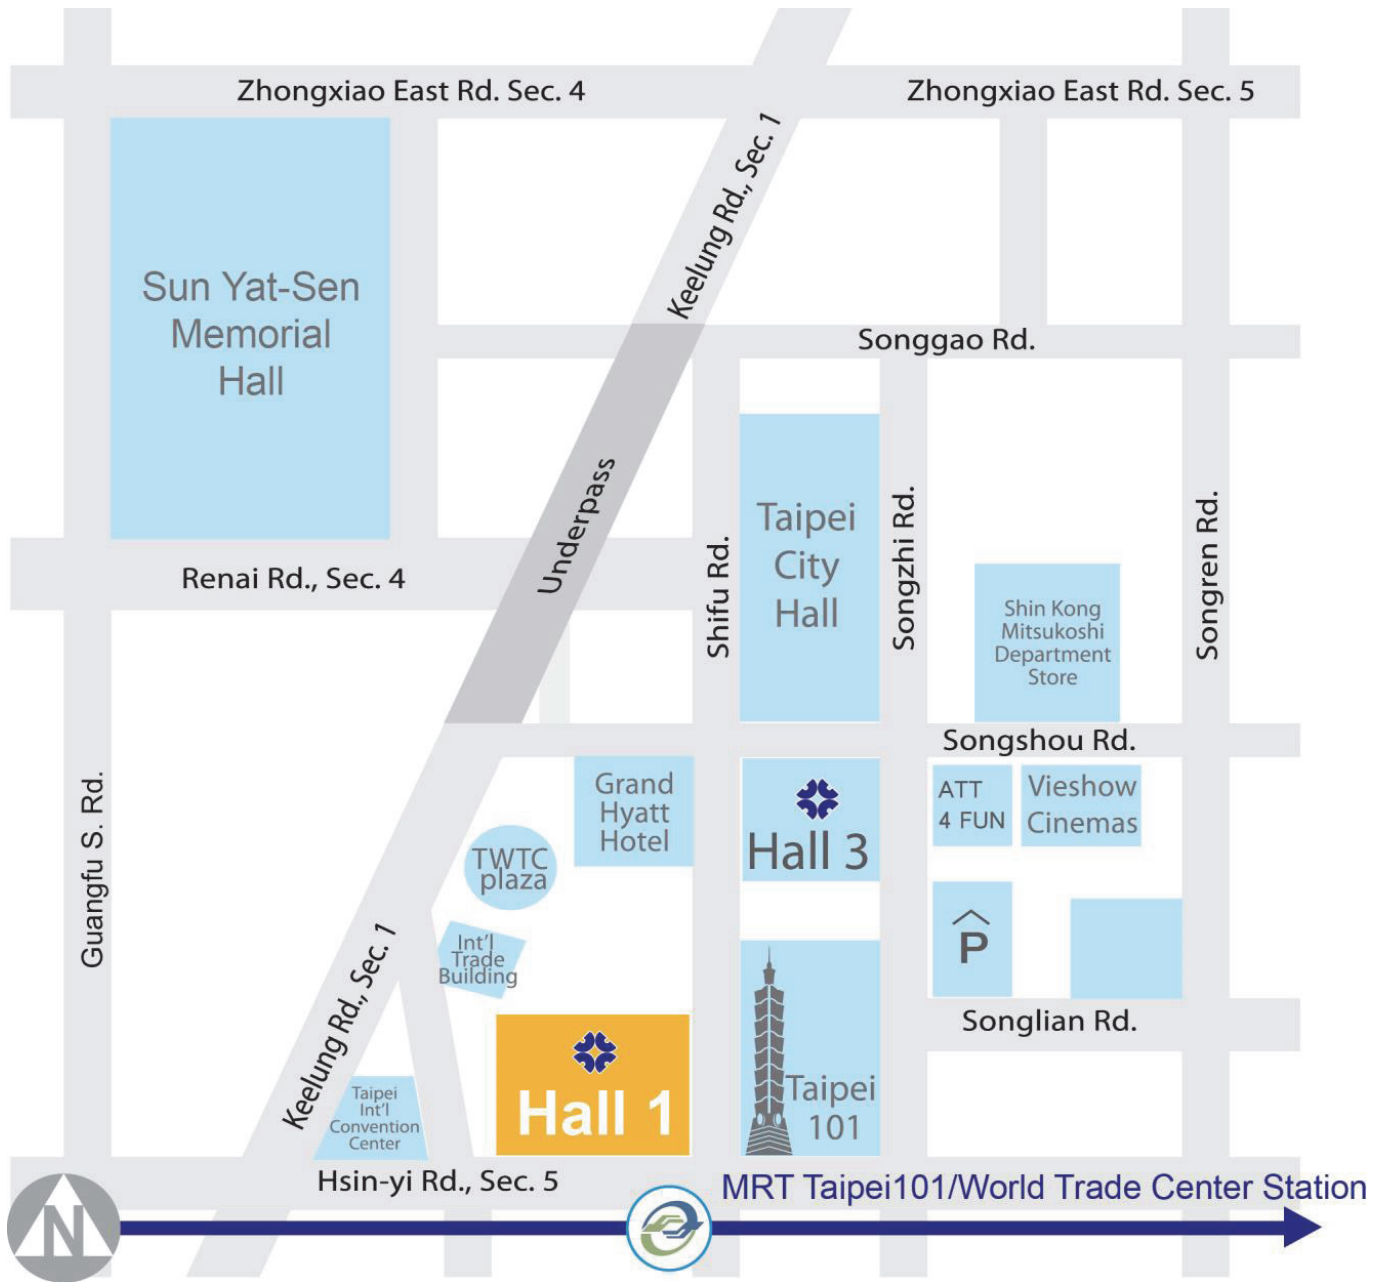 Zhongxiao East Rd. Sec. 4
Zhongxiao East Rd. Sec. 5
Keelung Rd., Sec. 1
Sun Yat-Sen
Memorial
Hall
Songgao Rd.
Underpass
Taipei
City
Hall
Shifu Rd.
Songzhi Rd.
Songren Rd.
Renai Rd., Sec. 4
Shin Kong
Mitsukoshi
Department
Store
Songshou Rd.
Guangfu S. Rd.
Grand
Hyatt
Hotel
Hall 3
ATT
4 FUN
Vieshow
Cinemas
TWTC
plaza
Int'l
Trade
Building
P
Keelung Rd., Sec. 1
Songlian Rd.
Hall 1
Taipei
101
Taipei
Int'l
Convention
Center
Hsin-yi Rd., Sec. 5
MRT Taipei101/World Trade Center Station
N